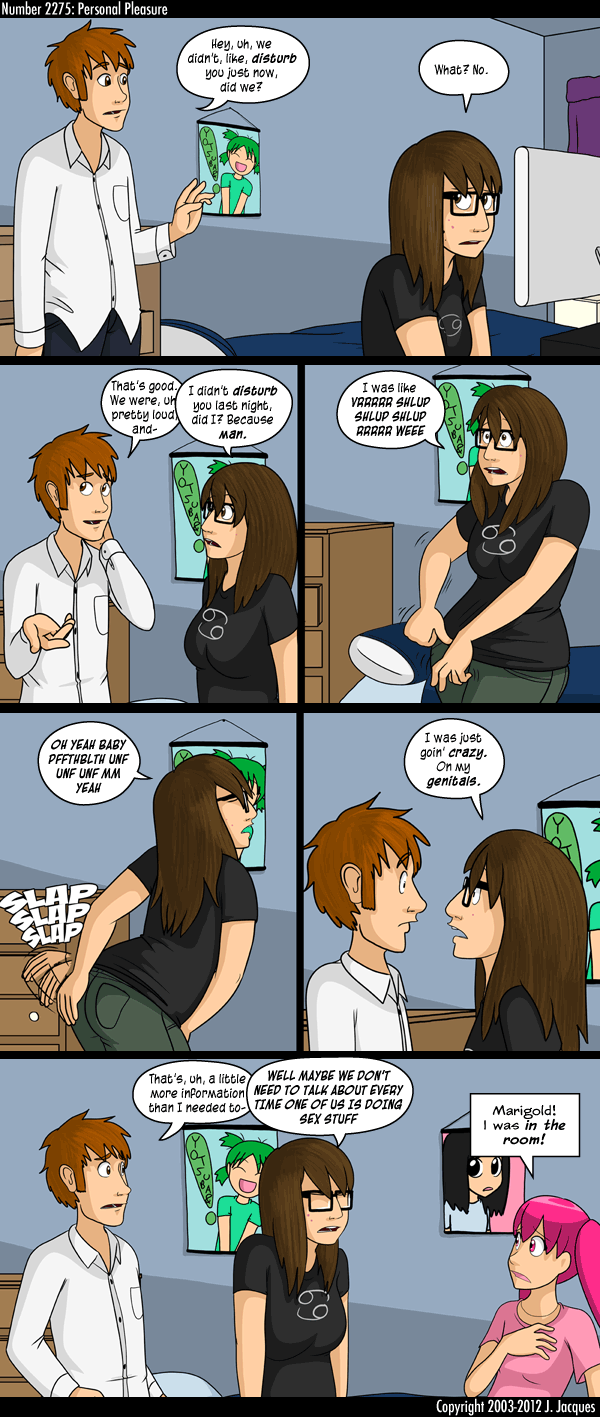 Number 2275: Personal Pleasure
Hey, uh, we
didn't, like, disturb
you just now,
did we?
What? No.
YOTSUBA&!
That's good.
We were, uh
pretty loud,
and-
I didn't disturb
you last night,
did I? Because
man.
YOTSUBA&!
I was like
VRRRRR SHLUP
SHLUP SHLUP
RRRRR WEEE
OH YEAH BABY
PFFTHBLTH UNF
UNF UNF MM
YEAH
SLAP
SLAP
SLAP
I was just
goin' crazy.
On my
genitals.
That's, uh, a little
more information
than I needed to-
WELL MAYBE WE DON'T
NEED TO TALK ABOUT EVERY
TIME ONE OF US IS DOING
SEX STUFF
Marigold!
I was in the
room!
YOTSUBA&!
Copyright 2003-2012 J. Jacques